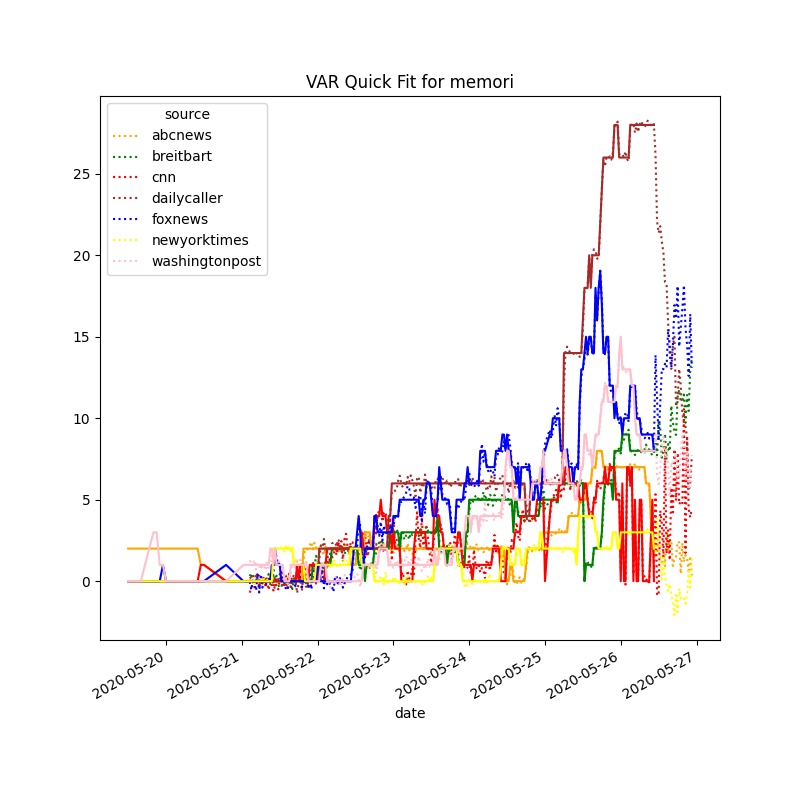 VAR Quick Fit for memori
source
abcnews
breitbart
cnn
dailycaller
foxnews
newyorktimes
washingtonpost
25
20
15
10
5
0
2020-05-20
2020-05-21
2020-05-22
2020-05-23
2020-05-24
2020-05-25
2020-05-26
2020-05-27
date